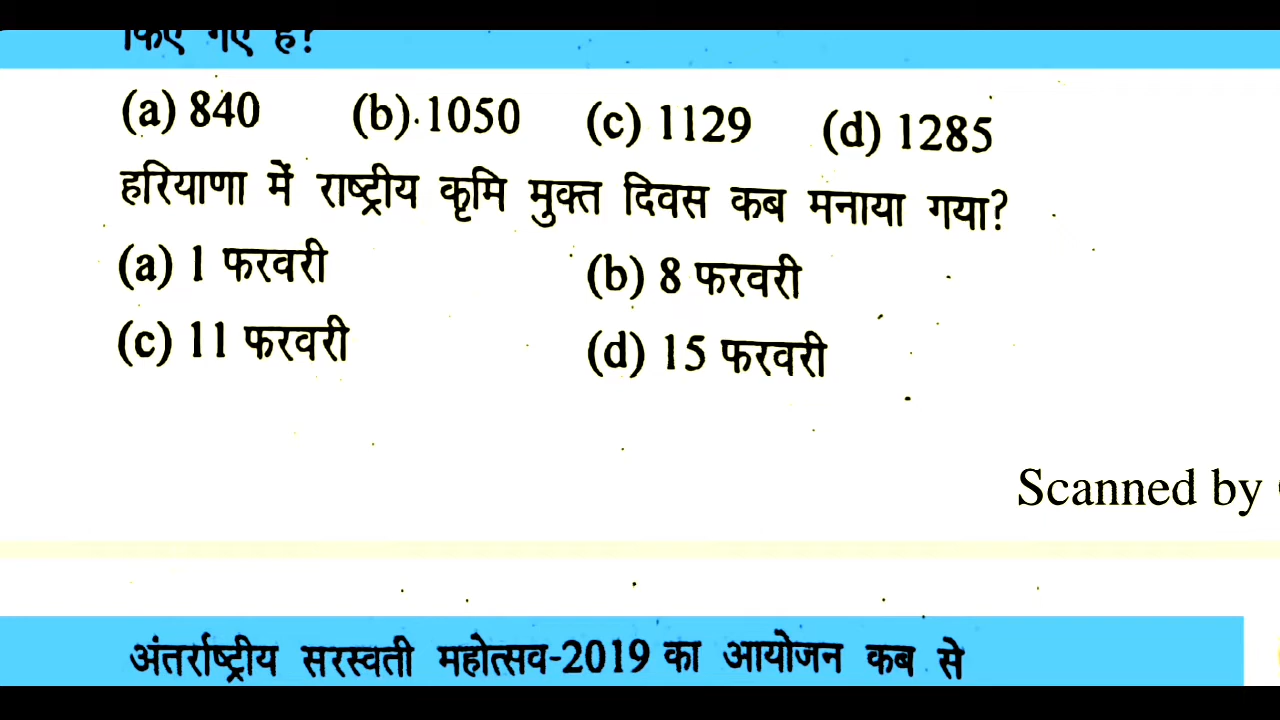 किए गए हैं?
(a) 840 (b) 1050 (c) 1129 (d) 1285
हरियाणा में राष्ट्रीय कृमि मुक्त दिवस कब मनाया गया?
(a) 1 फरवरी (b) 8 फरवरी
(c) 11 फरवरी (d) 15 फरवरी
Scanned by
अंतर्राष्ट्रीय सरस्वती महोत्सव-2019 का आयोजन कब से